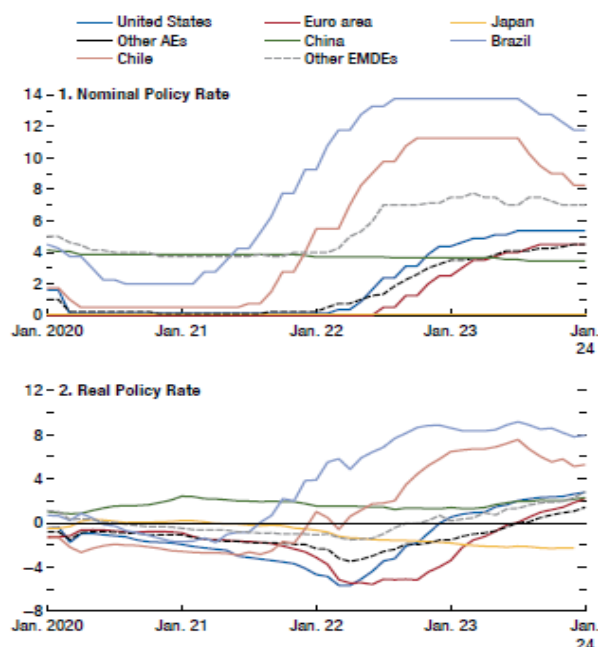 United States Euro area Japan
Other AEs China Brazil
Chile Other EMDEs
1. Nominal Policy Rate
14
12
10
8
6
4
2
0
Jan. 2020 Jan. 21 Jan. 22 Jan. 23 Jan.
24
2. Real Policy Rate
12
8
4
0
−4
−8
Jan. 2020 Jan. 21 Jan. 22 Jan. 23 Jan.
24